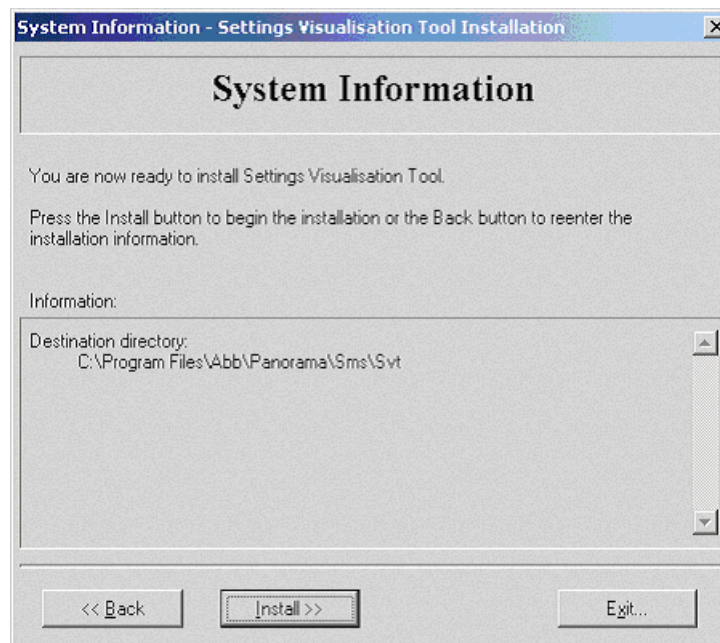 System Information - Settings Visualisation Tool Installation
System Information
You are now ready to install Settings Visualisation Tool.
Press the Install button to begin the installation or the Back button to reenter the
installation information.
Information:
Destination directory:
C:\Program Files\Abb\Panorama\Sms\Svt
<< Back
Install >>
Exit...